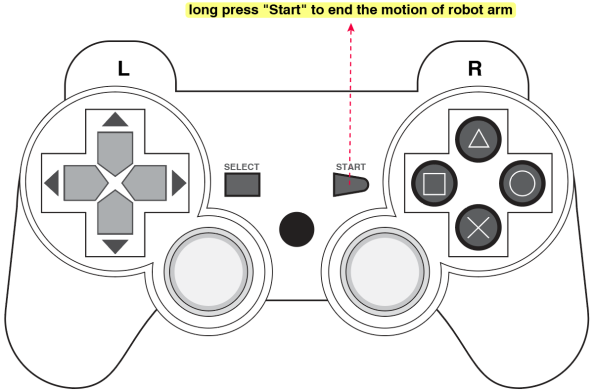 long press "Start" to end the motion of robot arm
L
R
SELECT
START